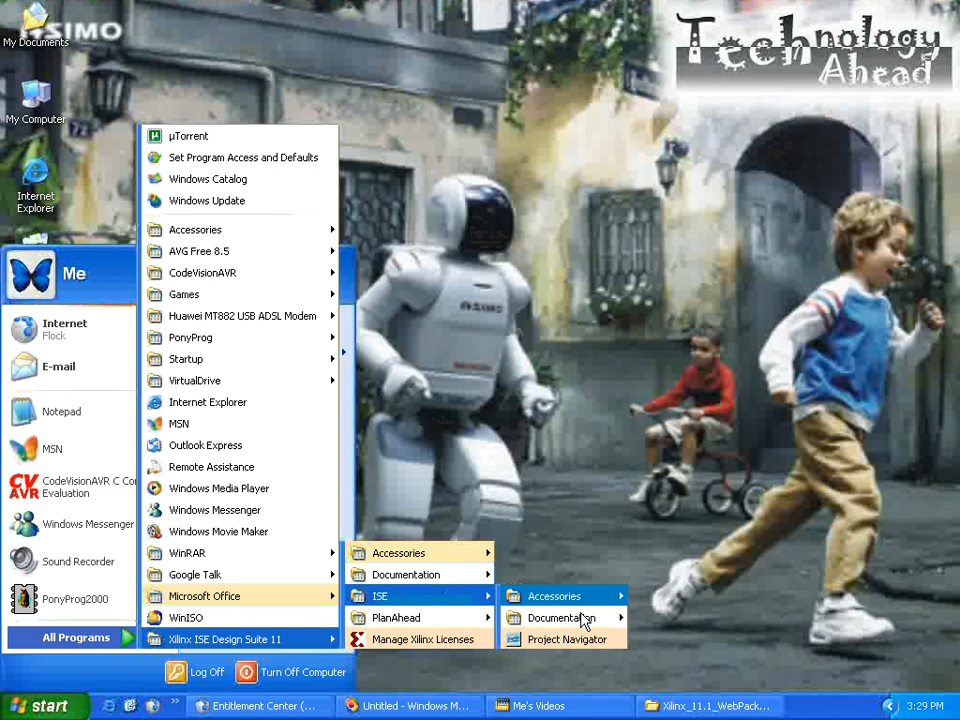 ASIMO
Technology
Ahead
My Documents
My Computer
Internet
Explorer
Me
Internet
Flock
E-mail
Notepad
MSN
CodeVisionAVR C Co
Evaluation
Windows Messenger
Sound Recorder
PonyProg2000
All Programs
µTorrent
Set Program Access and Defaults
Windows Catalog
Windows Update
Accessories
AVG Free 8.5
CodeVisionAVR
Games
Huawei MT882 USB ADSL Modem
PonyProg
Startup
VirtualDrive
Internet Explorer
MSN
Outlook Express
Remote Assistance
Windows Media Player
Windows Messenger
Windows Movie Maker
WinRAR
Google Talk
Microsoft Office
WinISO
Xilinx ISE Design Suite 11
Accessories
Documentation
ISE
PlanAhead
Manage Xilinx Licenses
Accessories
Documentation
Project Navigator
ASIMO
Log Off
Turn Off Computer
start
Entitlement Center (...
Untitled - Windows M...
Me's Videos
Xilinx_11.1_WebPack...
3:29 PM